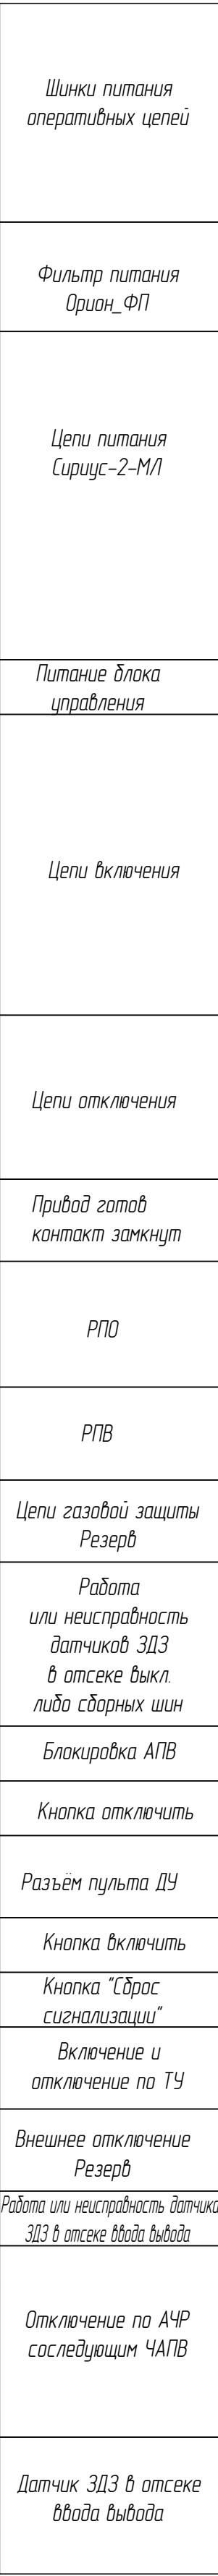 Шинки питания
оперативных цепей
Фильтр питания
Орион_ФП
Цепи питания
Сириус-2-МЛ
Питание блока
управления
Цепи включения
Цепи отключения
Привод готов
контакт замкнут
РПО
РПВ
Цепи газовой защиты
Резерв
Работа
или неисправность
датчиков ЗДЗ
в отсеке выкл.
либо сборных шин
Блокировка АПВ
Кнопка отключить
Разъём пульта ДУ
Кнопка включить
Кнопка "Сброс
сигнализации"
Включение и
отключение по ТУ
Внешнее отключение
Резерв
Работа или неисправность датчика
ЗДЗ в отсеке ввода вывода
Отключение по АЧР
соследующим ЧАПВ
Датчик ЗДЗ в отсеке
ввода вывода